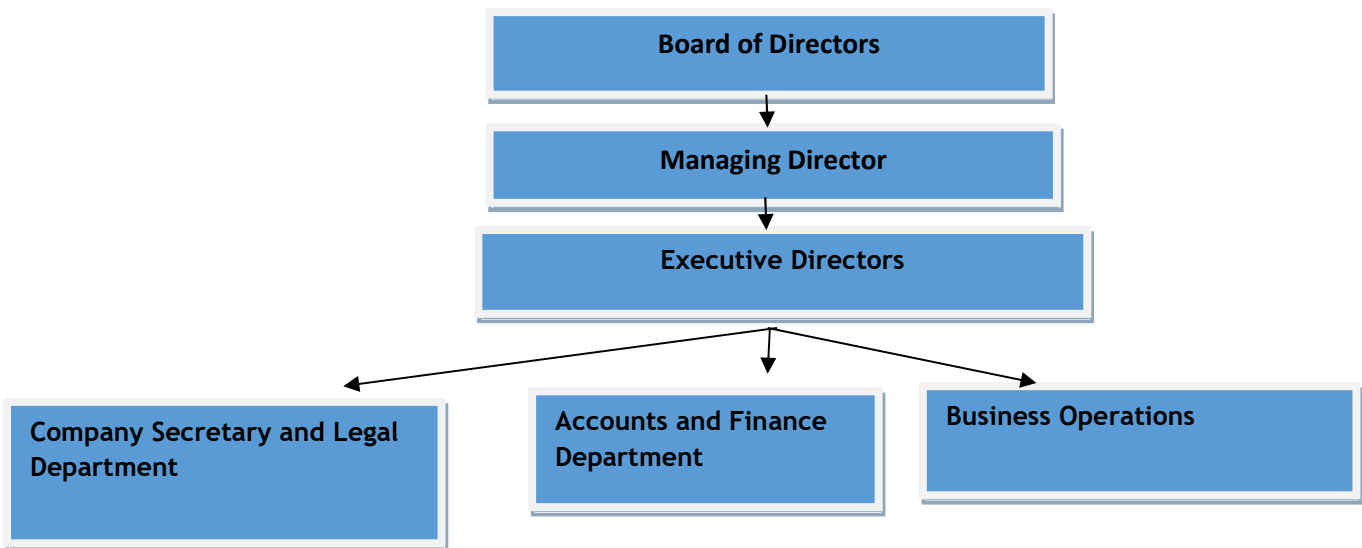 Board of Directors
Managing Director
Executive Directors
Company Secretary and Legal
Department
Accounts and Finance
Department
Business Operations